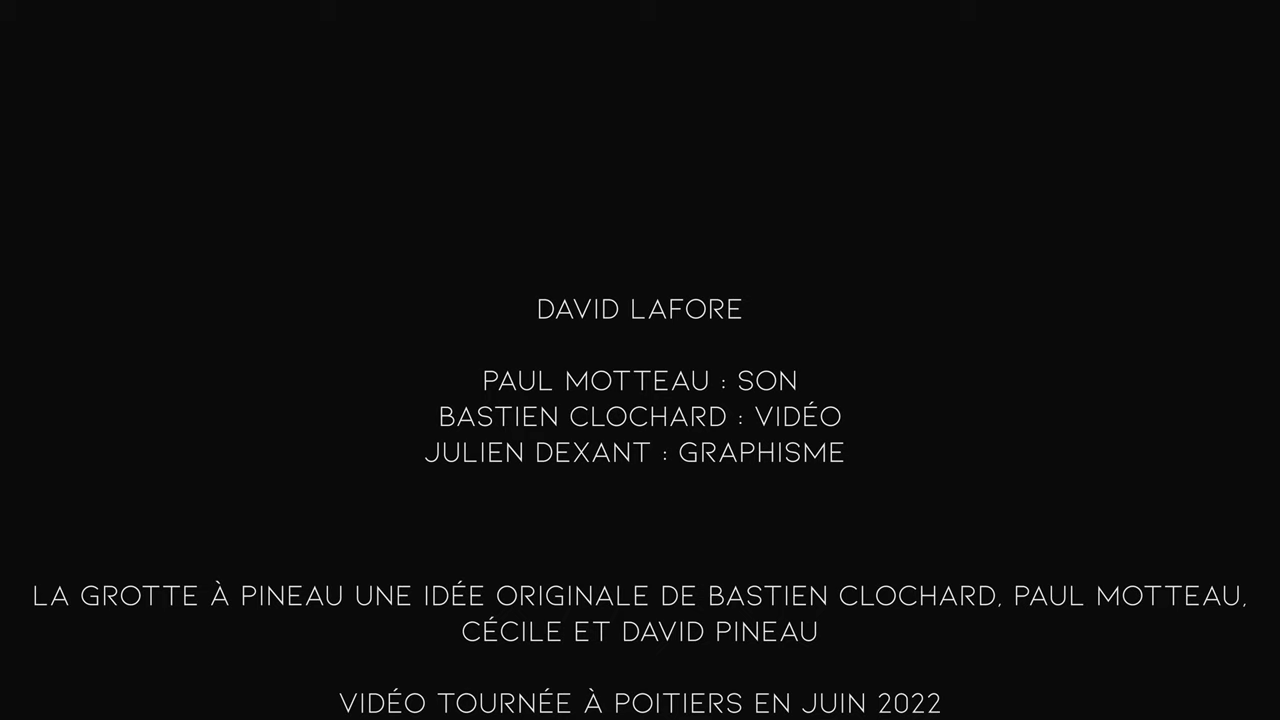 DAVID LAFORE
PAUL MOTTEAU : SON
BASTIEN CLOCHARD : VIDÉO
JULIEN DEXANT : GRAPHISME
LA GROTTE À PINEAU UNE IDÉE ORIGINALE DE BASTIEN CLOCHARD, PAUL MOTTEAU,
CÉCILE ET DAVID PINEAU
VIDÉO TOURNÉE À POITIERS EN JUIN 2022